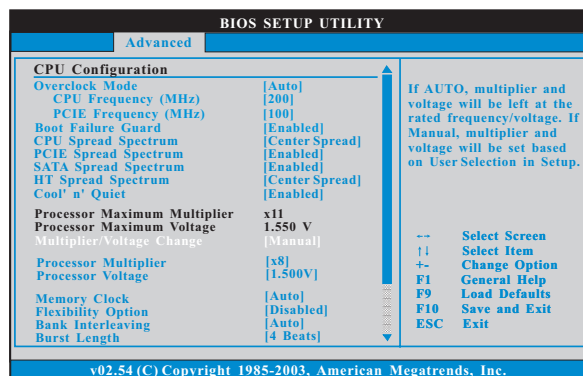 BIOS SETUP UTILITY
Advanced
CPU Configuration
Overclock Mode [Auto]
CPU Frequency (MHz) [200]
PCIE Frequency (MHz) [100]
Boot Failure Guard [Enabled]
CPU Spread Spectrum [Center Spread]
PCIE Spread Spectrum [Enabled]
SATA Spread Spectrum [Enabled]
HT Spread Spectrum [Center Spread]
Cool' n' Quiet [Enabled]
Processor Maximum Multiplier x11
Processor Maximum Voltage 1.550 V
Multiplier/Voltage Change [Manual]
Processor Multiplier [x8]
Processor Voltage [1.500V]
Memory Clock [Auto]
Flexibility Option [Disabled]
Bank Interleaving [Auto]
Burst Length [4 Beats]
If AUTO, multiplier and
voltage will be left at the
rated frequency/voltage. If
Manual, multiplier and
voltage will be set based
on User Selection in Setup.
←→ Select Screen
↑↓ Select Item
+- Change Option
F1 General Help
F9 Load Defaults
F10 Save and Exit
ESC Exit
v02.54 (C) Copyright 1985-2003, American Megatrends, Inc.